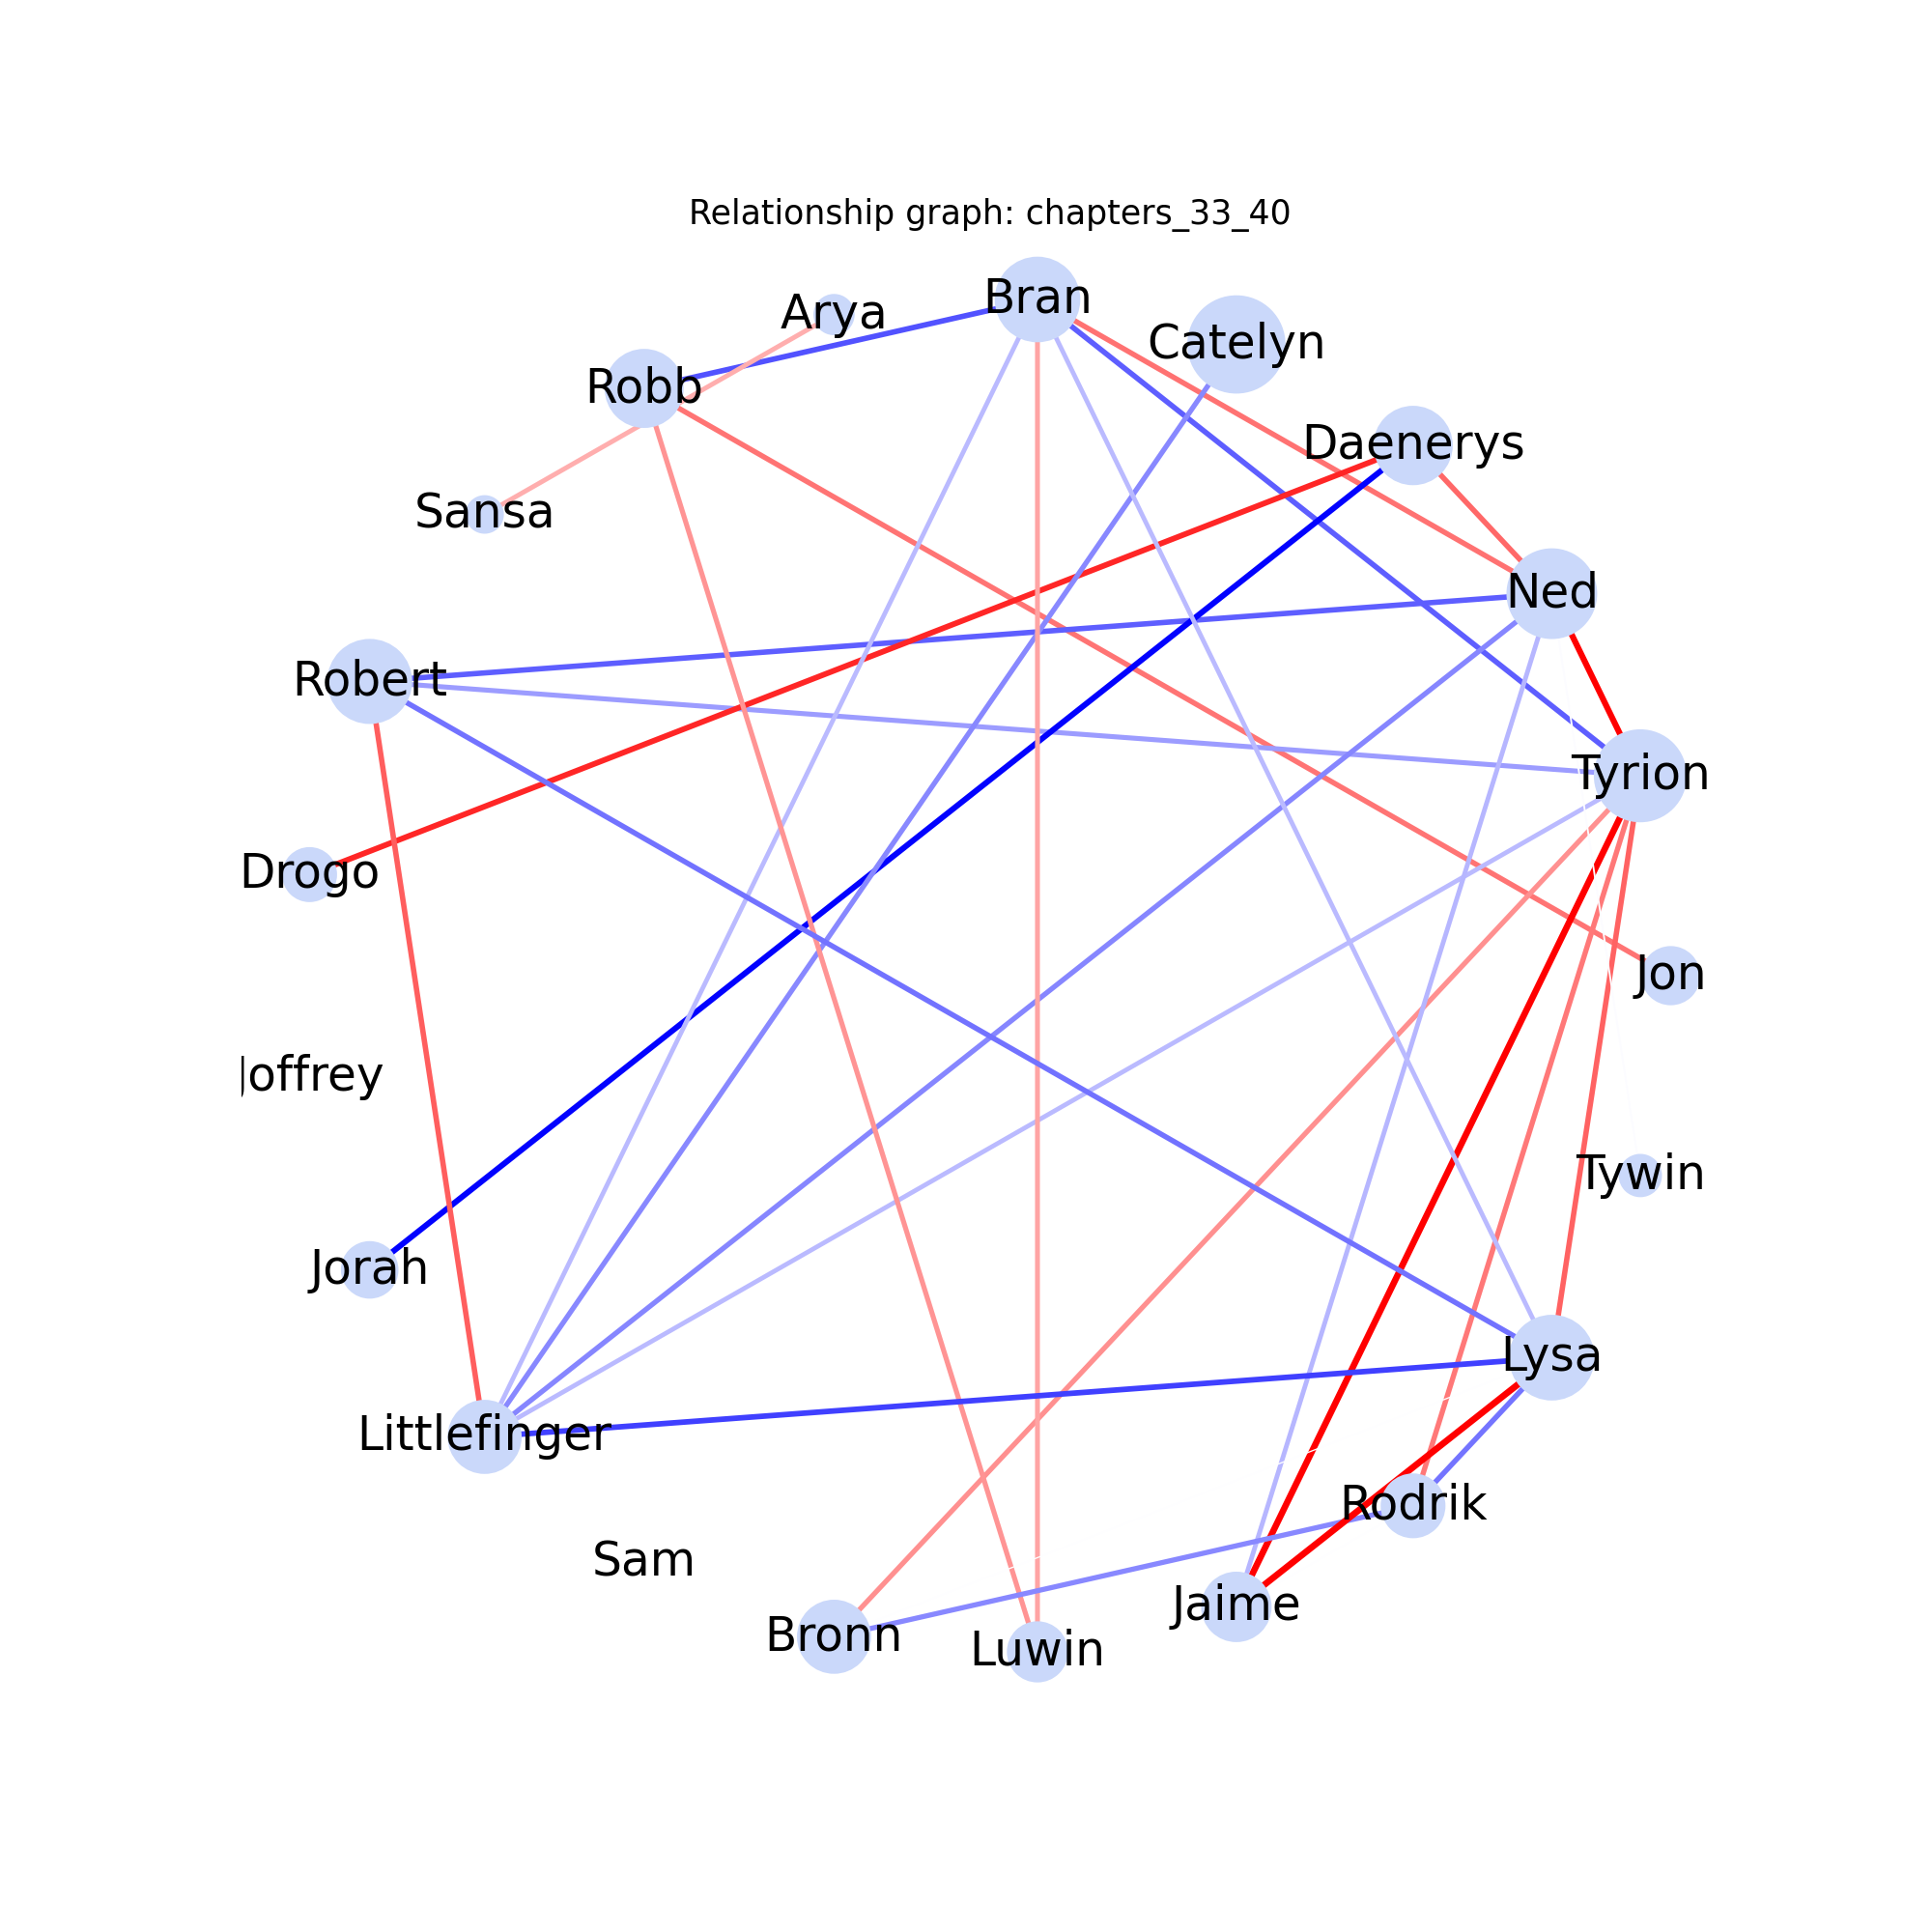 Relationship graph: chapters_33_40
Bran
Arya
Catelyn
Robb
Daenerys
Sansa
Ned
Robert
Tyrion
Drogo
Jon
Joffrey
Tywin
Jorah
Lysa
Littlefinger
Rodrik
Sam
Jaime
Bronn
Luwin